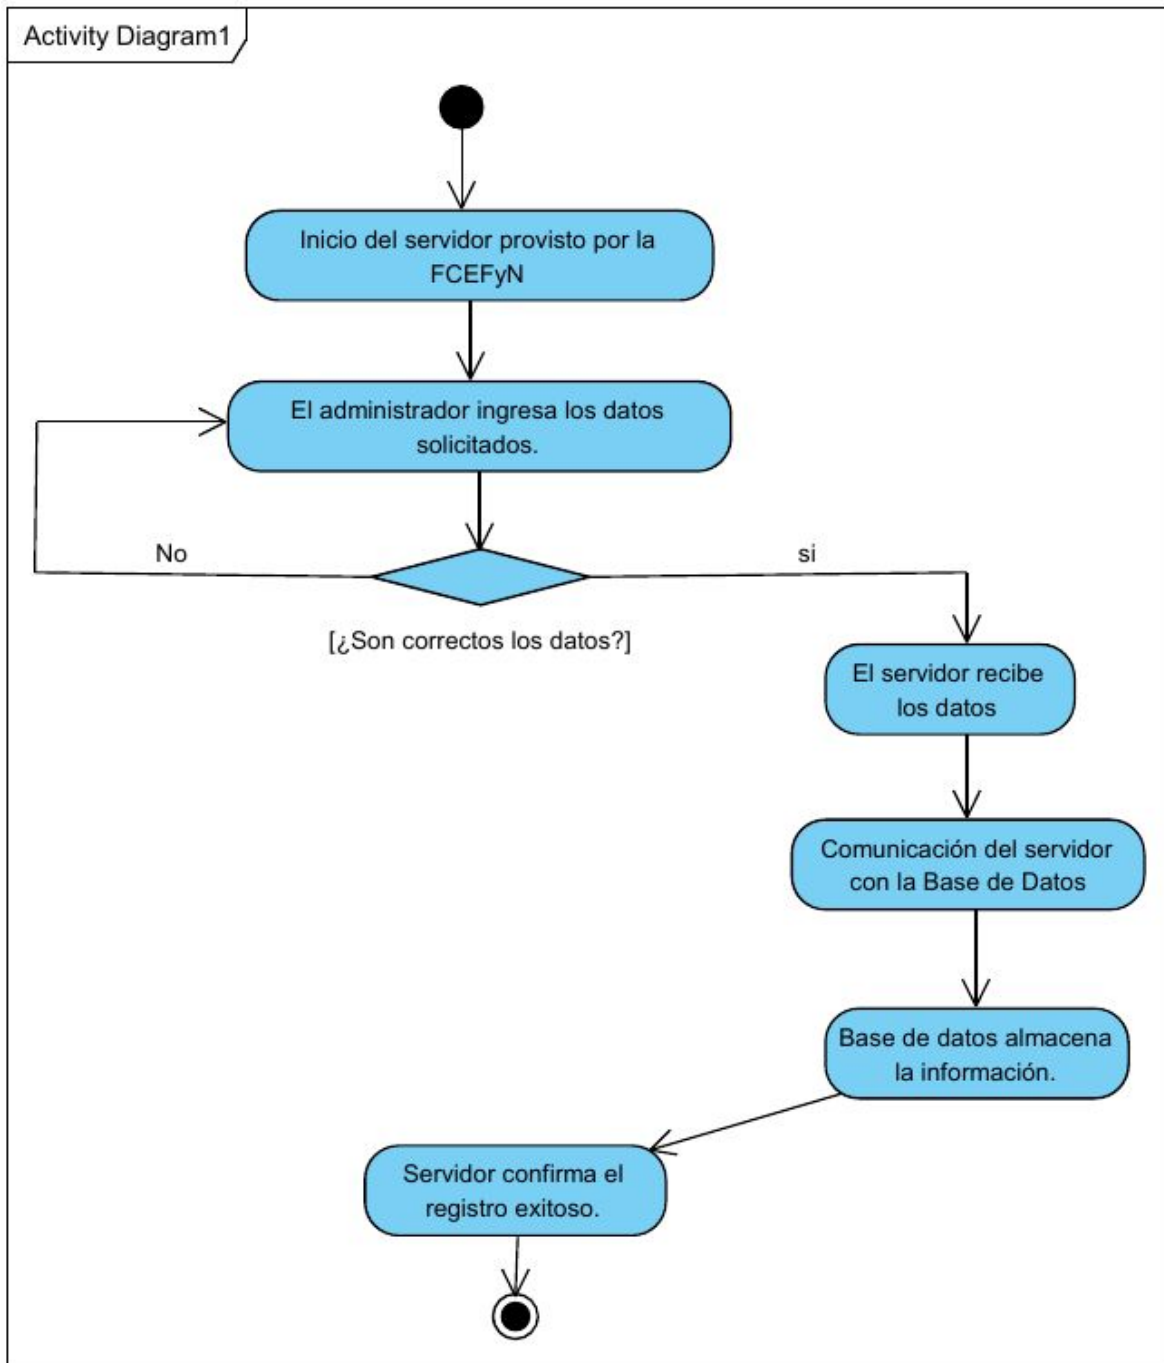 Activity Diagram1
Inicio del servidor provisto por la
FCEFyN
El administrador ingresa los datos
solicitados.
No
si
[¿Son correctos los datos?]
El servidor recibe
los datos
Comunicación del servidor
con la Base de Datos
Base de datos almacena
la información.
Servidor confirma el
registro exitoso.